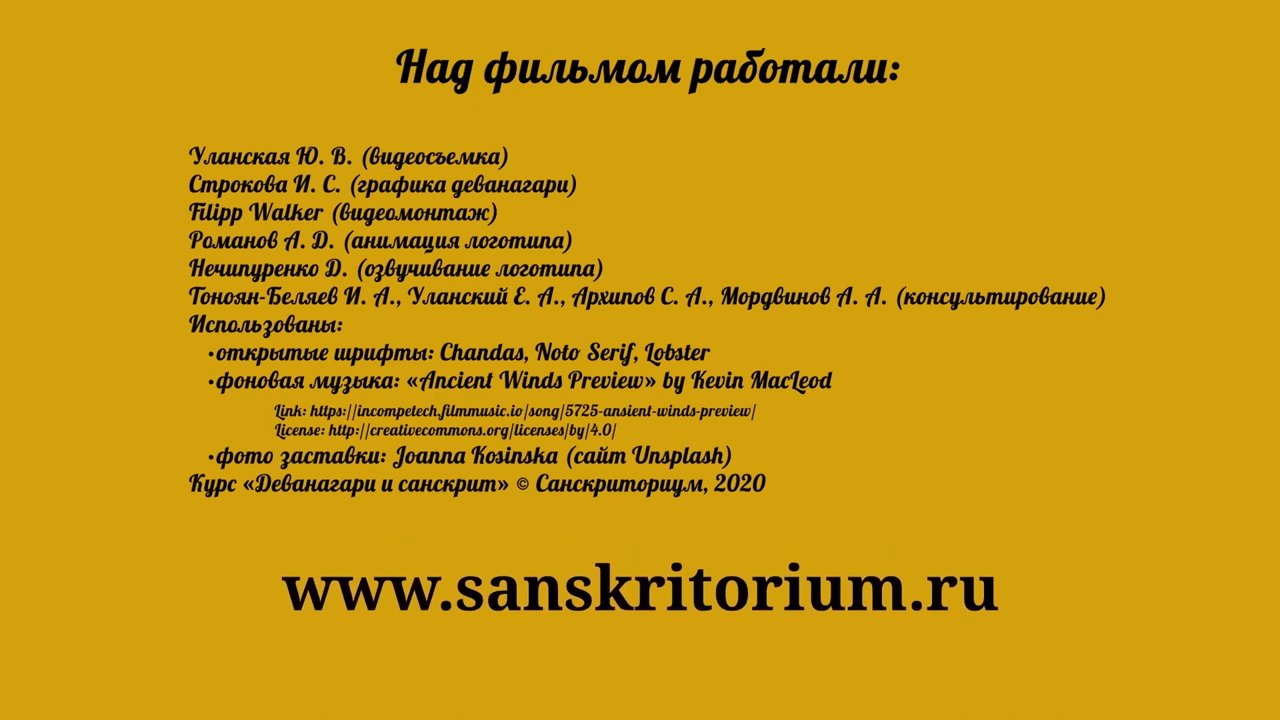 Над фильмом работали:
Уланская Ю. В. (видеосъемка)
Строкова И. С. (графика деванагари)
Filipp Walker (видеомонтаж)
Романов А. Д. (анимация логотипа)
Нечипуренко Д. (озвучивание логотипа)
Тоноян-Беляев И. А., Уланский Е. А., Архипов С. А., Мордвинов А. А. (консультирование)
Использованы:
•открытые шрифты: Chandas, Noto Serif, Lobster
•фоновая музыка: «Ancient Winds Preview» by Kevin MacLeod
Link: https://incompetech.filmmusic.io/song/5725-ansient-winds-preview/
License: http://creativecommons.org/licenses/by/4.0/
•фото заставки: Joanna Kosinska (сайт Unsplash)
Курс «Деванагари и санскрит» © Санскриториум, 2020
www.sanskritorium.ru